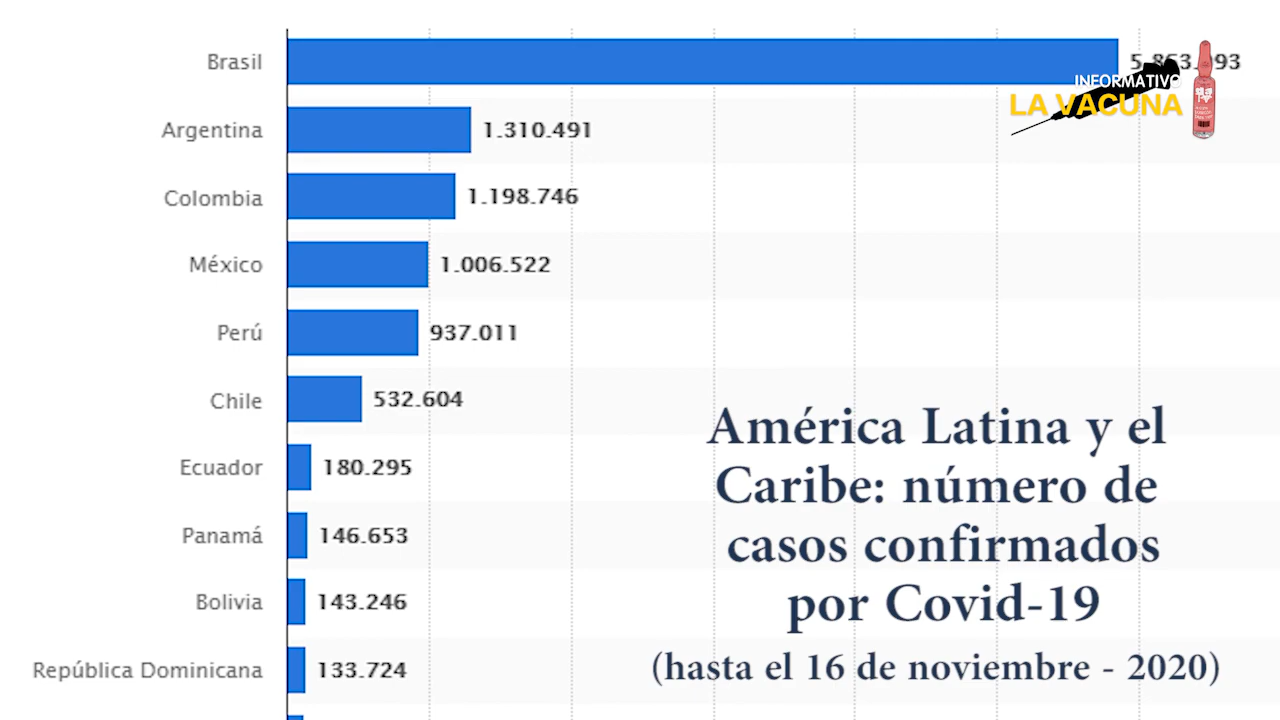 Brasil
INFORMATIVO
LA VACUNA
Argentina 1.310.491
Colombia 1.198.746
México 1.006.522
Perú 937.011
Chile 532.604
Ecuador 180.295
Panamá 146.653
Bolivia 143.246
República Dominicana 133.724
América Latina y el
Caribe: número de
casos confirmados
por Covid-19
(hasta el 16 de noviembre - 2020)